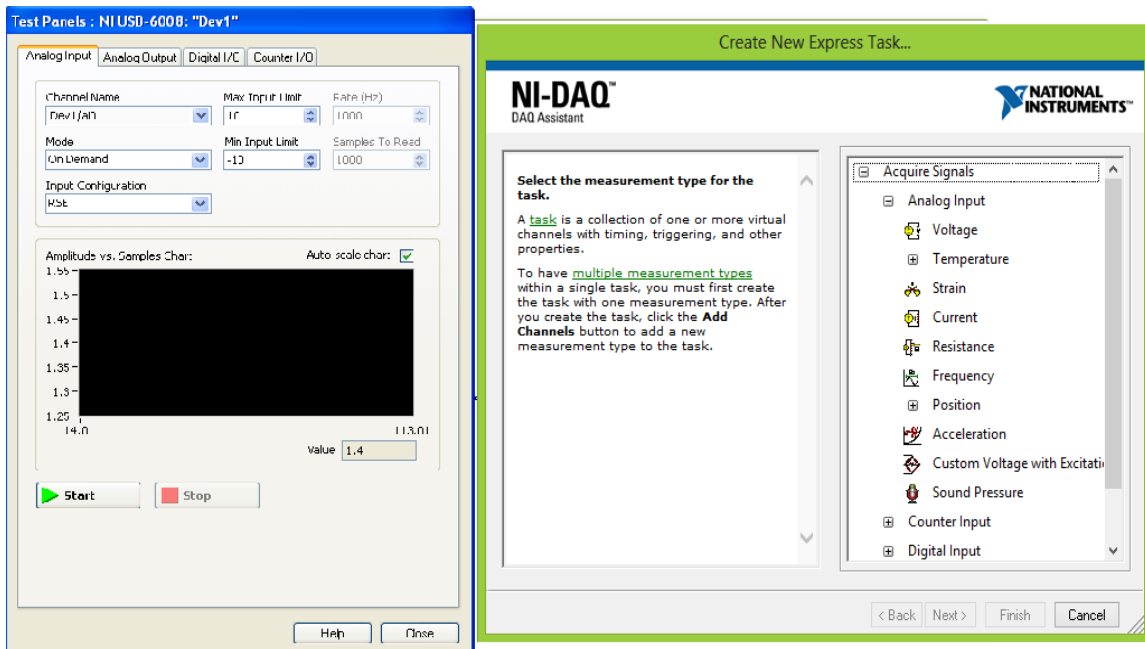 Test Panels : NI USB-6008: "Dev1"
Analog Input Analog Output Digital I/O Counter I/O
Channel Name Max Input Limit Rate (Hz)
Dev1/ai0 10 1000
Mode Min Input Limit Samples To Read
On Demand -10 1000
Input Configuration
RSE
Amplitude vs. Samples Chart Auto-scale chart
1.55
1.5
1.45
1.4
1.35
1.3
1.25
14.0 113.01
Value 1.4
Start Stop
Help Close
Create New Express Task...
NI-DAQ™
DAQ Assistant
NATIONAL
INSTRUMENTS™
Select the measurement type for the
task.
A task is a collection of one or more virtual
channels with timing, triggering, and other
properties.
To have multiple measurement types
within a single task, you must first create
the task with one measurement type. After
you create the task, click the Add
Channels button to add a new
measurement type to the task.
Acquire Signals
Analog Input
Voltage
Temperature
Strain
Current
Resistance
Frequency
Position
Acceleration
Custom Voltage with Excitati
Sound Pressure
Counter Input
Digital Input
< Back Next > Finish Cancel